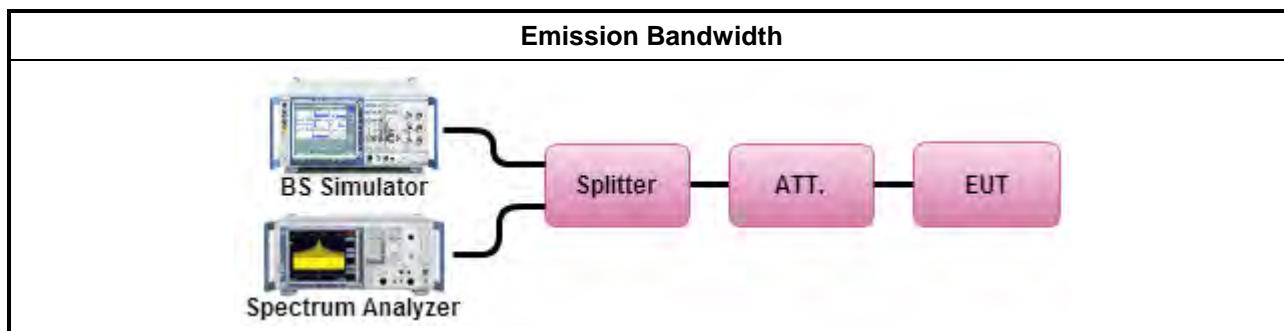 Emission Bandwidth
BS Simulator
Splitter
ATT.
EUT
Spectrum Analyzer